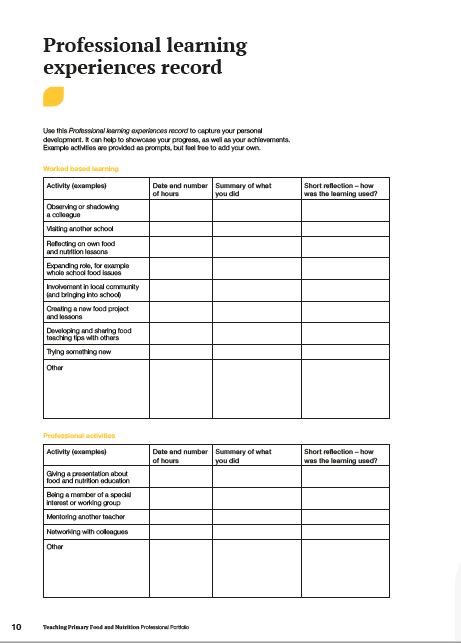 Professional learning
experiences record
Use this Professional learning experiences record to capture your personal
development. It can help to showcase your progress, as well as your achievements.
Example activities are provided as prompts, but feel free to add your own.
Worked based learning
Activity (examples)
Date and number
of hours
Summary of what
you did
Short reflection – how
was the learning used?
Observing or shadowing
a colleague
Visiting another school
Reflecting on own food
and nutrition lessons
Expanding role, for example
whole school food issues
Involvement in local community
(and bringing into school)
Creating a new food project
and lessons
Developing and sharing food
teaching tips with others
Trying something new
Other
Professional activities
Activity (examples)
Date and number
of hours
Summary of what
you did
Short reflection – how
was the learning used?
Giving a presentation about
food and nutrition education
Being a member of a special
interest or working group
Mentoring another teacher
Networking with colleagues
Other
10 Teaching Primary Food and Nutrition Professional Portfolio